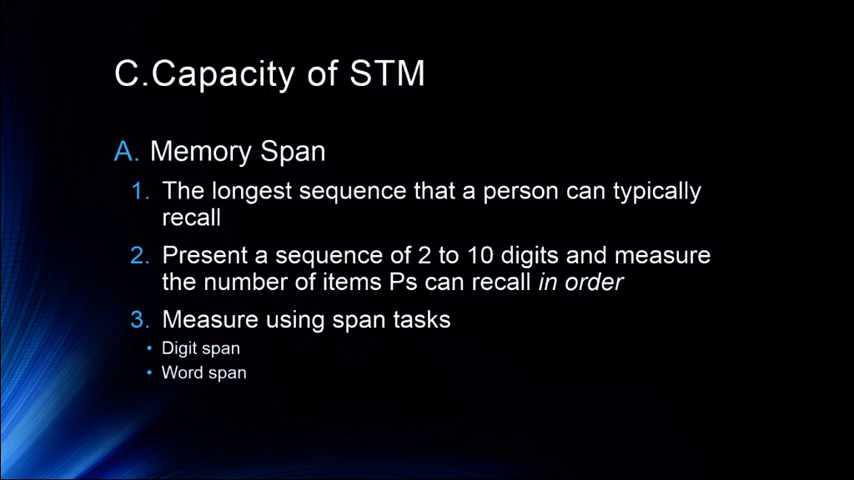 C.Capacity of STM
A. Memory Span
1. The longest sequence that a person can typically
recall
2. Present a sequence of 2 to 10 digits and measure
the number of items Ps can recall in order
3. Measure using span tasks
• Digit span
• Word span